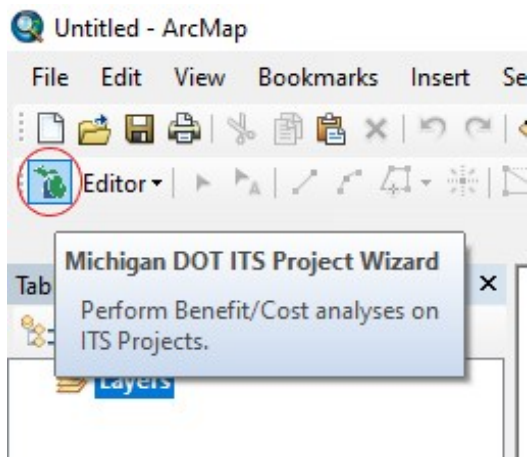 Untitled - ArcMap
File Edit View Bookmarks Insert Se
Editor
Michigan DOT ITS Project Wizard
Tab
Perform Benefit/Cost analyses on
ITS Projects.
Layers